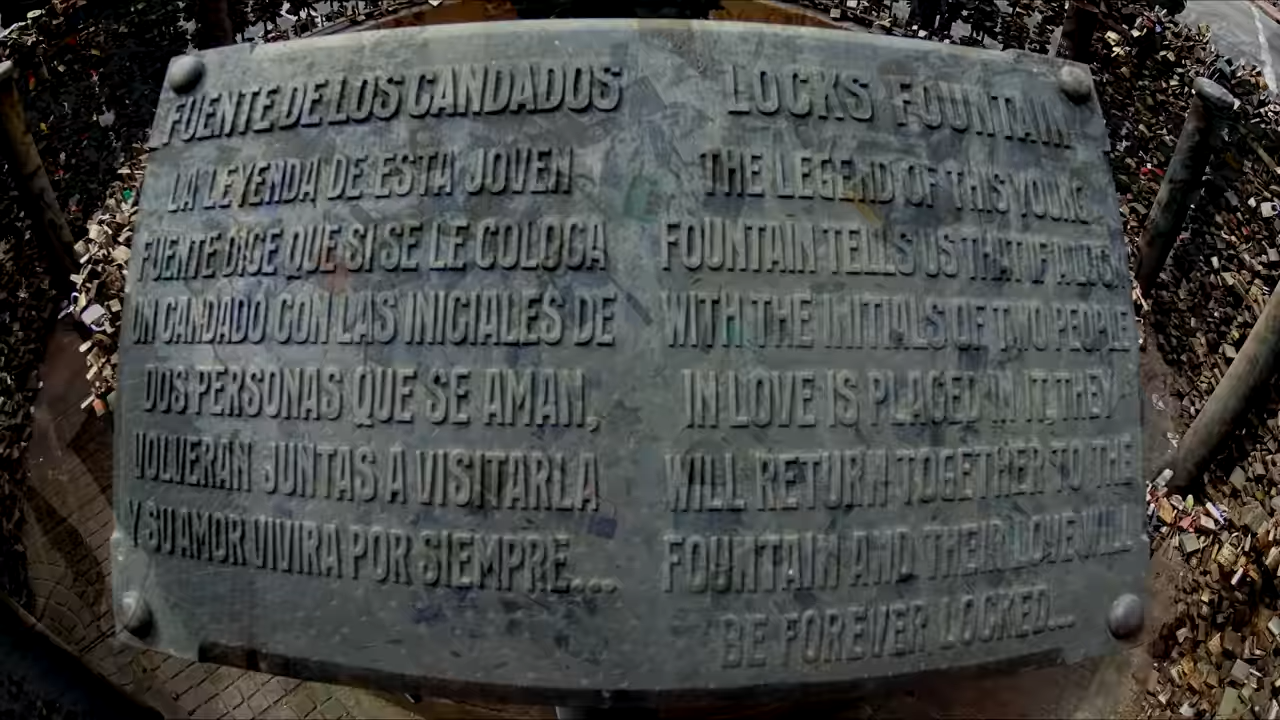 FUENTE DE LOS CANDADOS
LA LEYENDA DE ESTA JOVEN
FUENTE DICE QUE SI SE LE COLOCA
UN CANDADO CON LAS INICIALES DE
DOS PERSONAS QUE SE AMAN,
VOLVERAN JUNTAS A VISITARLA
Y SU AMOR VIVIRA POR SIEMPRE...
LOCKS FOUNTAIN
THE LEGEND OF THIS YOUNG
FOUNTAIN TELLS US THAT IF A LOCK
WITH THE INITIALS OF TWO PEOPLE
IN LOVE IS PLACED IN IT, THEY
WILL RETURN TOGETHER TO THE
FOUNTAIN AND THEIR LOVE WILL
BE FOREVER LOCKED...